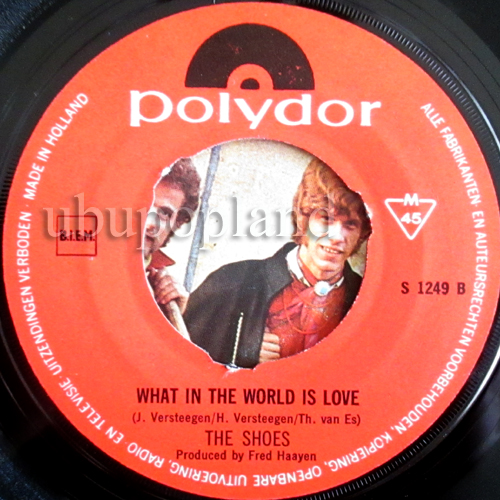 polydor
MADE IN HOLLAND
ALLE FABRIKANTEN- EN AUTEURSRECHTEN VOORBEHOUDEN, KOPIERING, OPENBARE UITVOERING, RADIO EN TELEVISIE UITZENDINGEN VERBODEN
ubupopland
B.I.E.M.
M
45
S 1249 B
WHAT IN THE WORLD IS LOVE
(J. Versteegen/H. Versteegen/Th. van Es)
THE SHOES
Produced by Fred Haayen